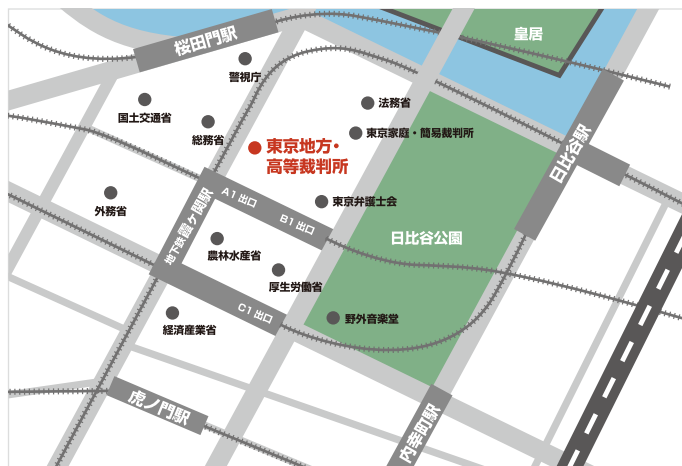 皇居
桜田門駅
警視庁
国土交通省
法務省
総務省
東京家庭・簡易裁判所
東京地方・
高等裁判所
日比谷駅
外務省
地下鉄霞ヶ関駅
A1 出口
B1 出口
東京弁護士会
日比谷公園
農林水産省
厚生労働省
C1 出口
野外音楽堂
経済産業省
虎ノ門駅
内幸町駅